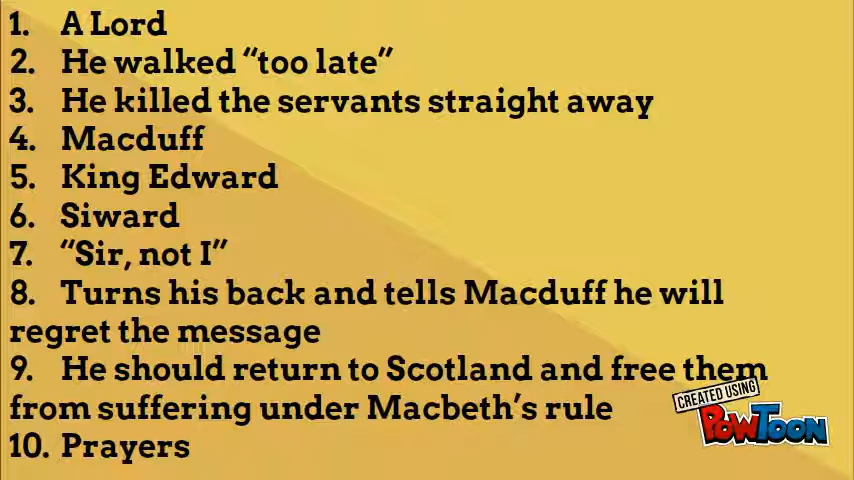 1. A Lord
2. He walked “too late”
3. He killed the servants straight away
4. Macduff
5. King Edward
6. Siward
7. “Sir, not I”
8. Turns his back and tells Macduff he will
regret the message
9. He should return to Scotland and free them
from suffering under Macbeth’s rule
10. Prayers
CREATED USING
POWTOON